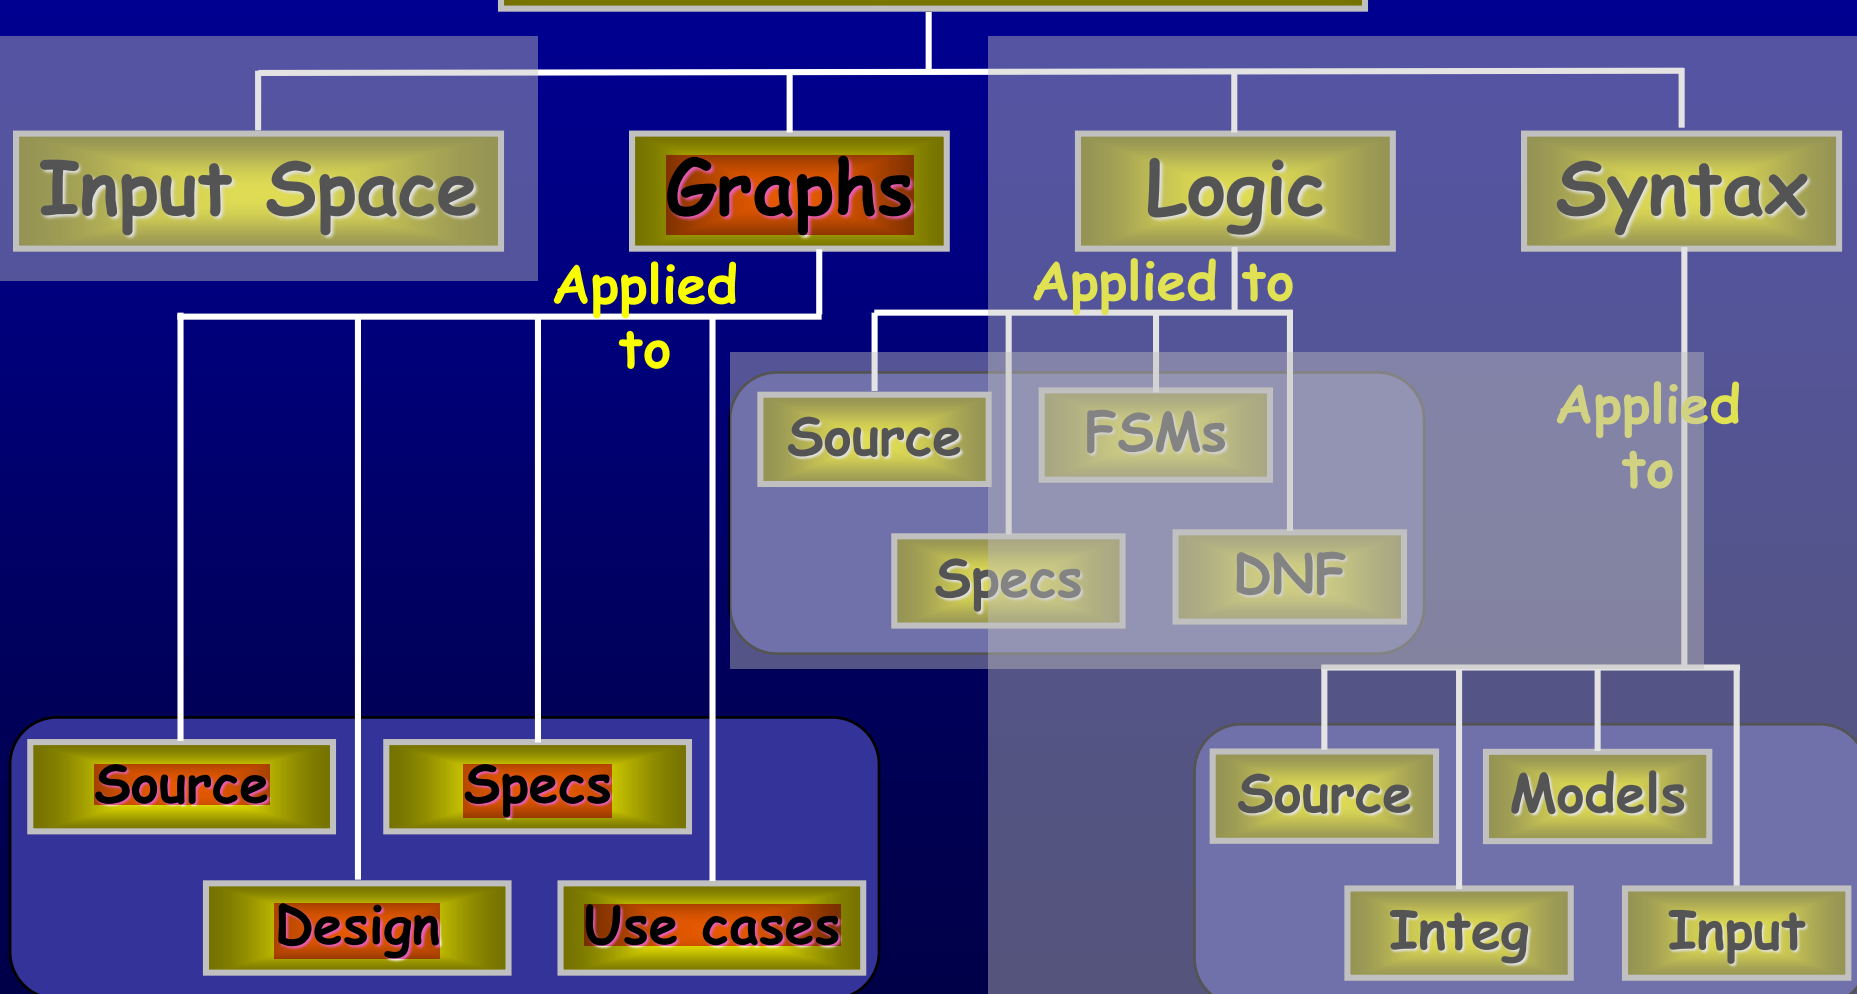 Input Space
Graphs
Logic
Syntax
Applied
to
Applied to
Applied
to
Source
FSMs
Specs
DNF
Source
Specs
Design
Use cases
Source
Models
Integ
Input